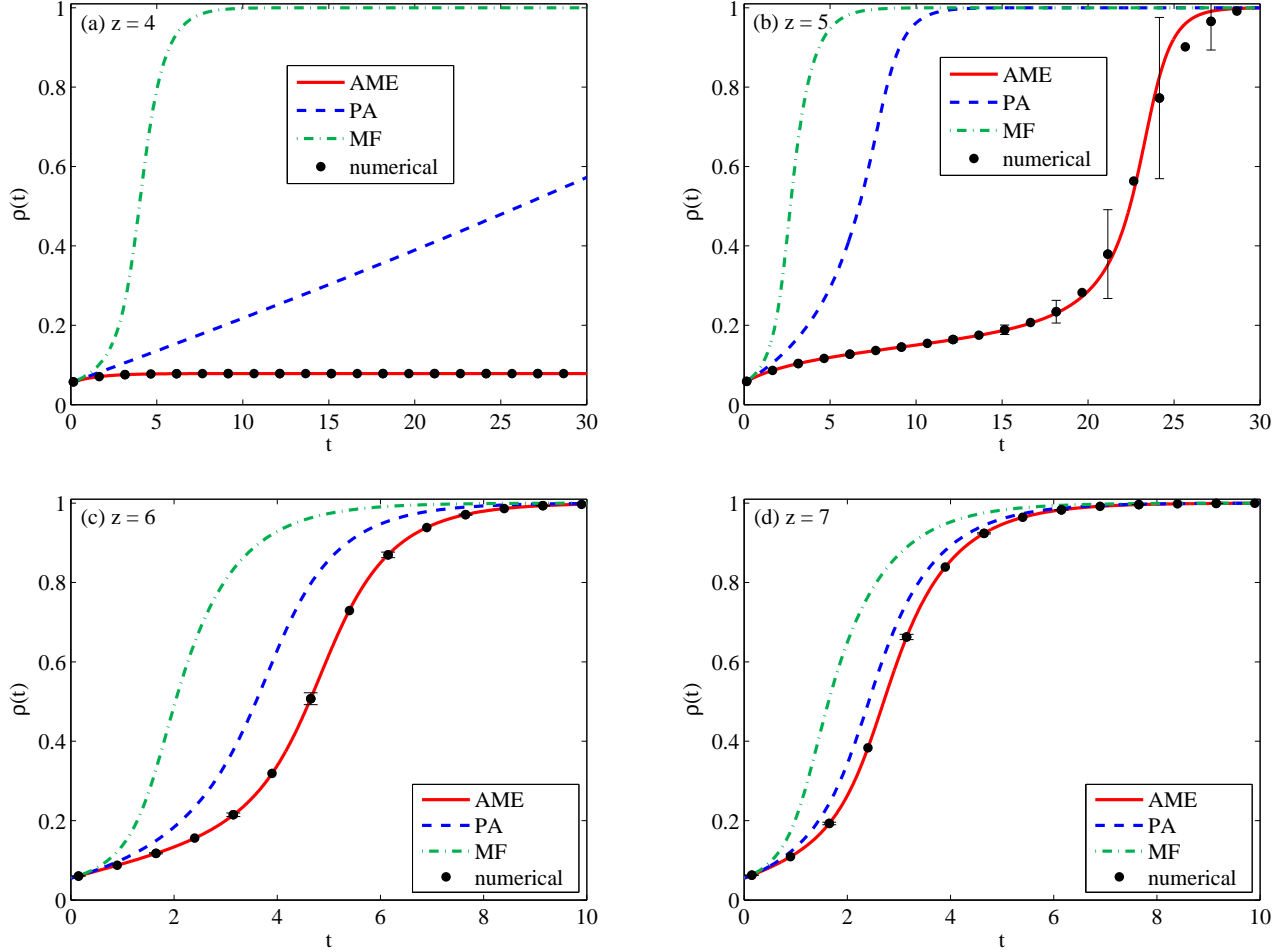 (a) z = 4
AME
PA
MF
numerical
ρ(t)
0
0.2
0.4
0.6
0.8
1
0 5 10 15 20 25 30
t
(b) z = 5
AME
PA
MF
numerical
ρ(t)
0
0.2
0.4
0.6
0.8
1
0 5 10 15 20 25 30
t
(c) z = 6
AME
PA
MF
numerical
ρ(t)
0
0.2
0.4
0.6
0.8
1
0 2 4 6 8 10
t
(d) z = 7
AME
PA
MF
numerical
ρ(t)
0
0.2
0.4
0.6
0.8
1
0 2 4 6 8 10
t